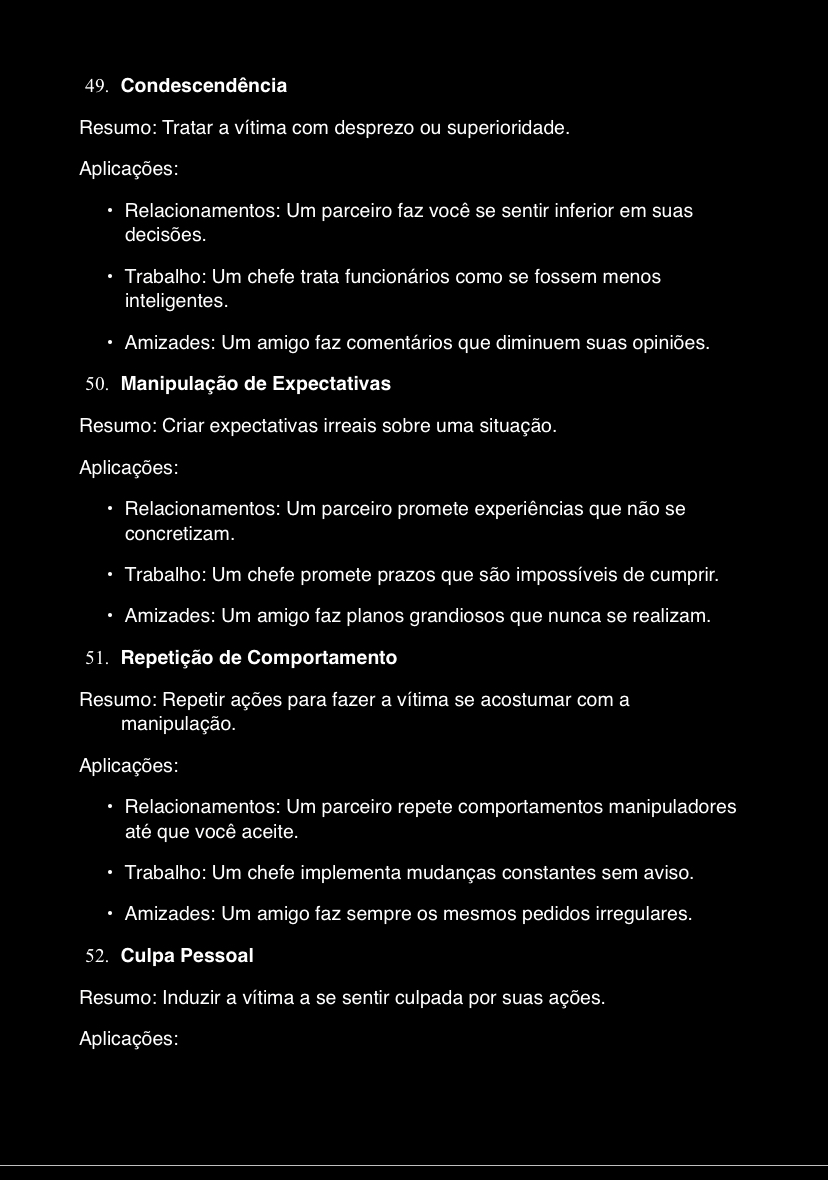 49. Condescendência
Resumo: Tratar a vítima com desprezo ou superioridade.
Aplicações:
• Relacionamentos: Um parceiro faz você se sentir inferior em suas
decisões.
• Trabalho: Um chefe trata funcionários como se fossem menos
inteligentes.
• Amizades: Um amigo faz comentários que diminuem suas opiniões.
50. Manipulação de Expectativas
Resumo: Criar expectativas irreais sobre uma situação.
Aplicações:
• Relacionamentos: Um parceiro promete experiências que não se
concretizam.
• Trabalho: Um chefe promete prazos que são impossíveis de cumprir.
• Amizades: Um amigo faz planos grandiosos que nunca se realizam.
51. Repetição de Comportamento
Resumo: Repetir ações para fazer a vítima se acostumar com a
manipulação.
Aplicações:
• Relacionamentos: Um parceiro repete comportamentos manipuladores
até que você aceite.
• Trabalho: Um chefe implementa mudanças constantes sem aviso.
• Amizades: Um amigo faz sempre os mesmos pedidos irregulares.
52. Culpa Pessoal
Resumo: Induzir a vítima a se sentir culpada por suas ações.
Aplicações: